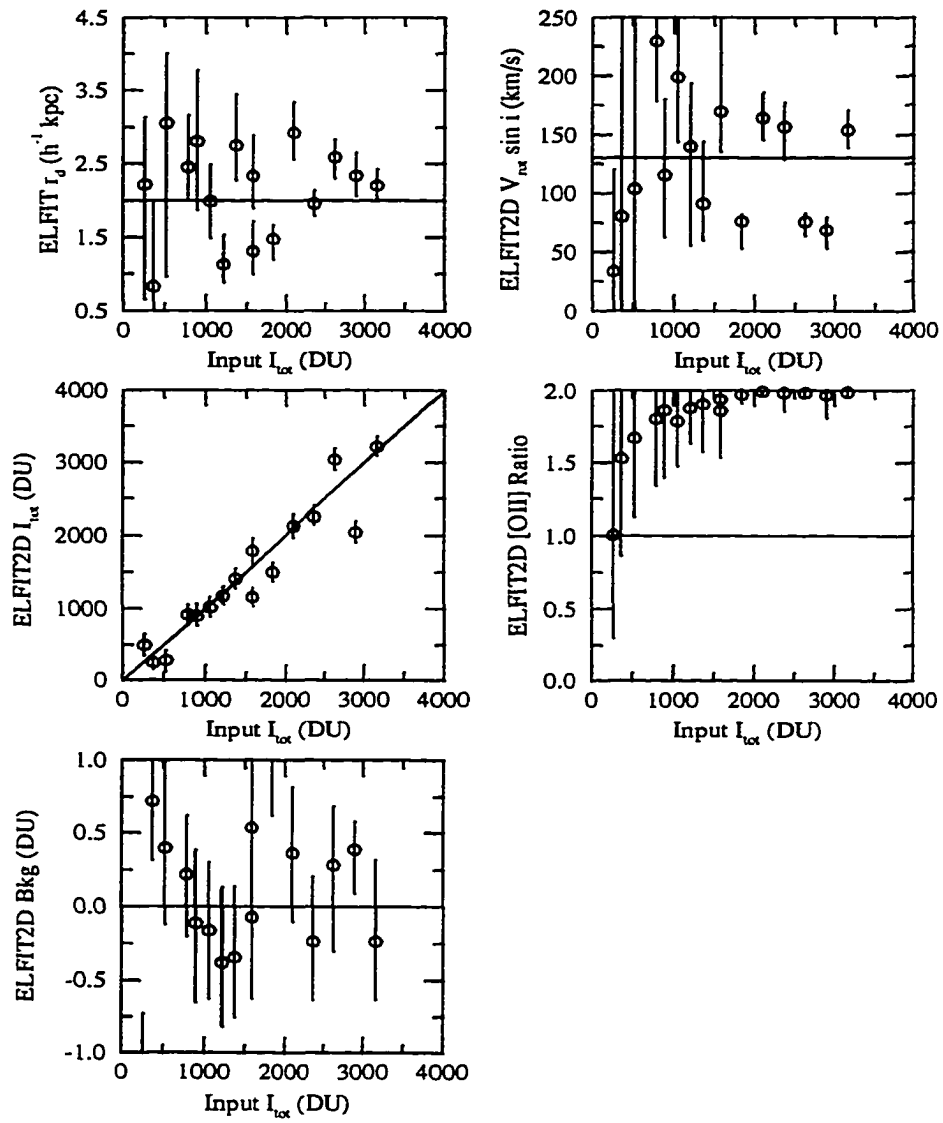 4.5
3.5
2.5
1.5
0.5
ELFIT r_d (h^-1 kpc)
0 1000 2000 3000 4000
Input I_tot (DU)
250
200
150
100
50
0
ELFIT2D V_rot sin i (km/s)
0 1000 2000 3000 4000
Input I_tot (DU)
4000
3000
2000
1000
0
ELFIT2D I_tot (DU)
0 1000 2000 3000 4000
Input I_tot (DU)
2.0
1.5
1.0
0.5
0
ELFIT2D [OII] Ratio
0 1000 2000 3000 4000
Input I_tot (DU)
1.0
0.5
0.0
-0.5
-1.0
ELFIT2D Bkg (DU)
0 1000 2000 3000 4000
Input I_tot (DU)